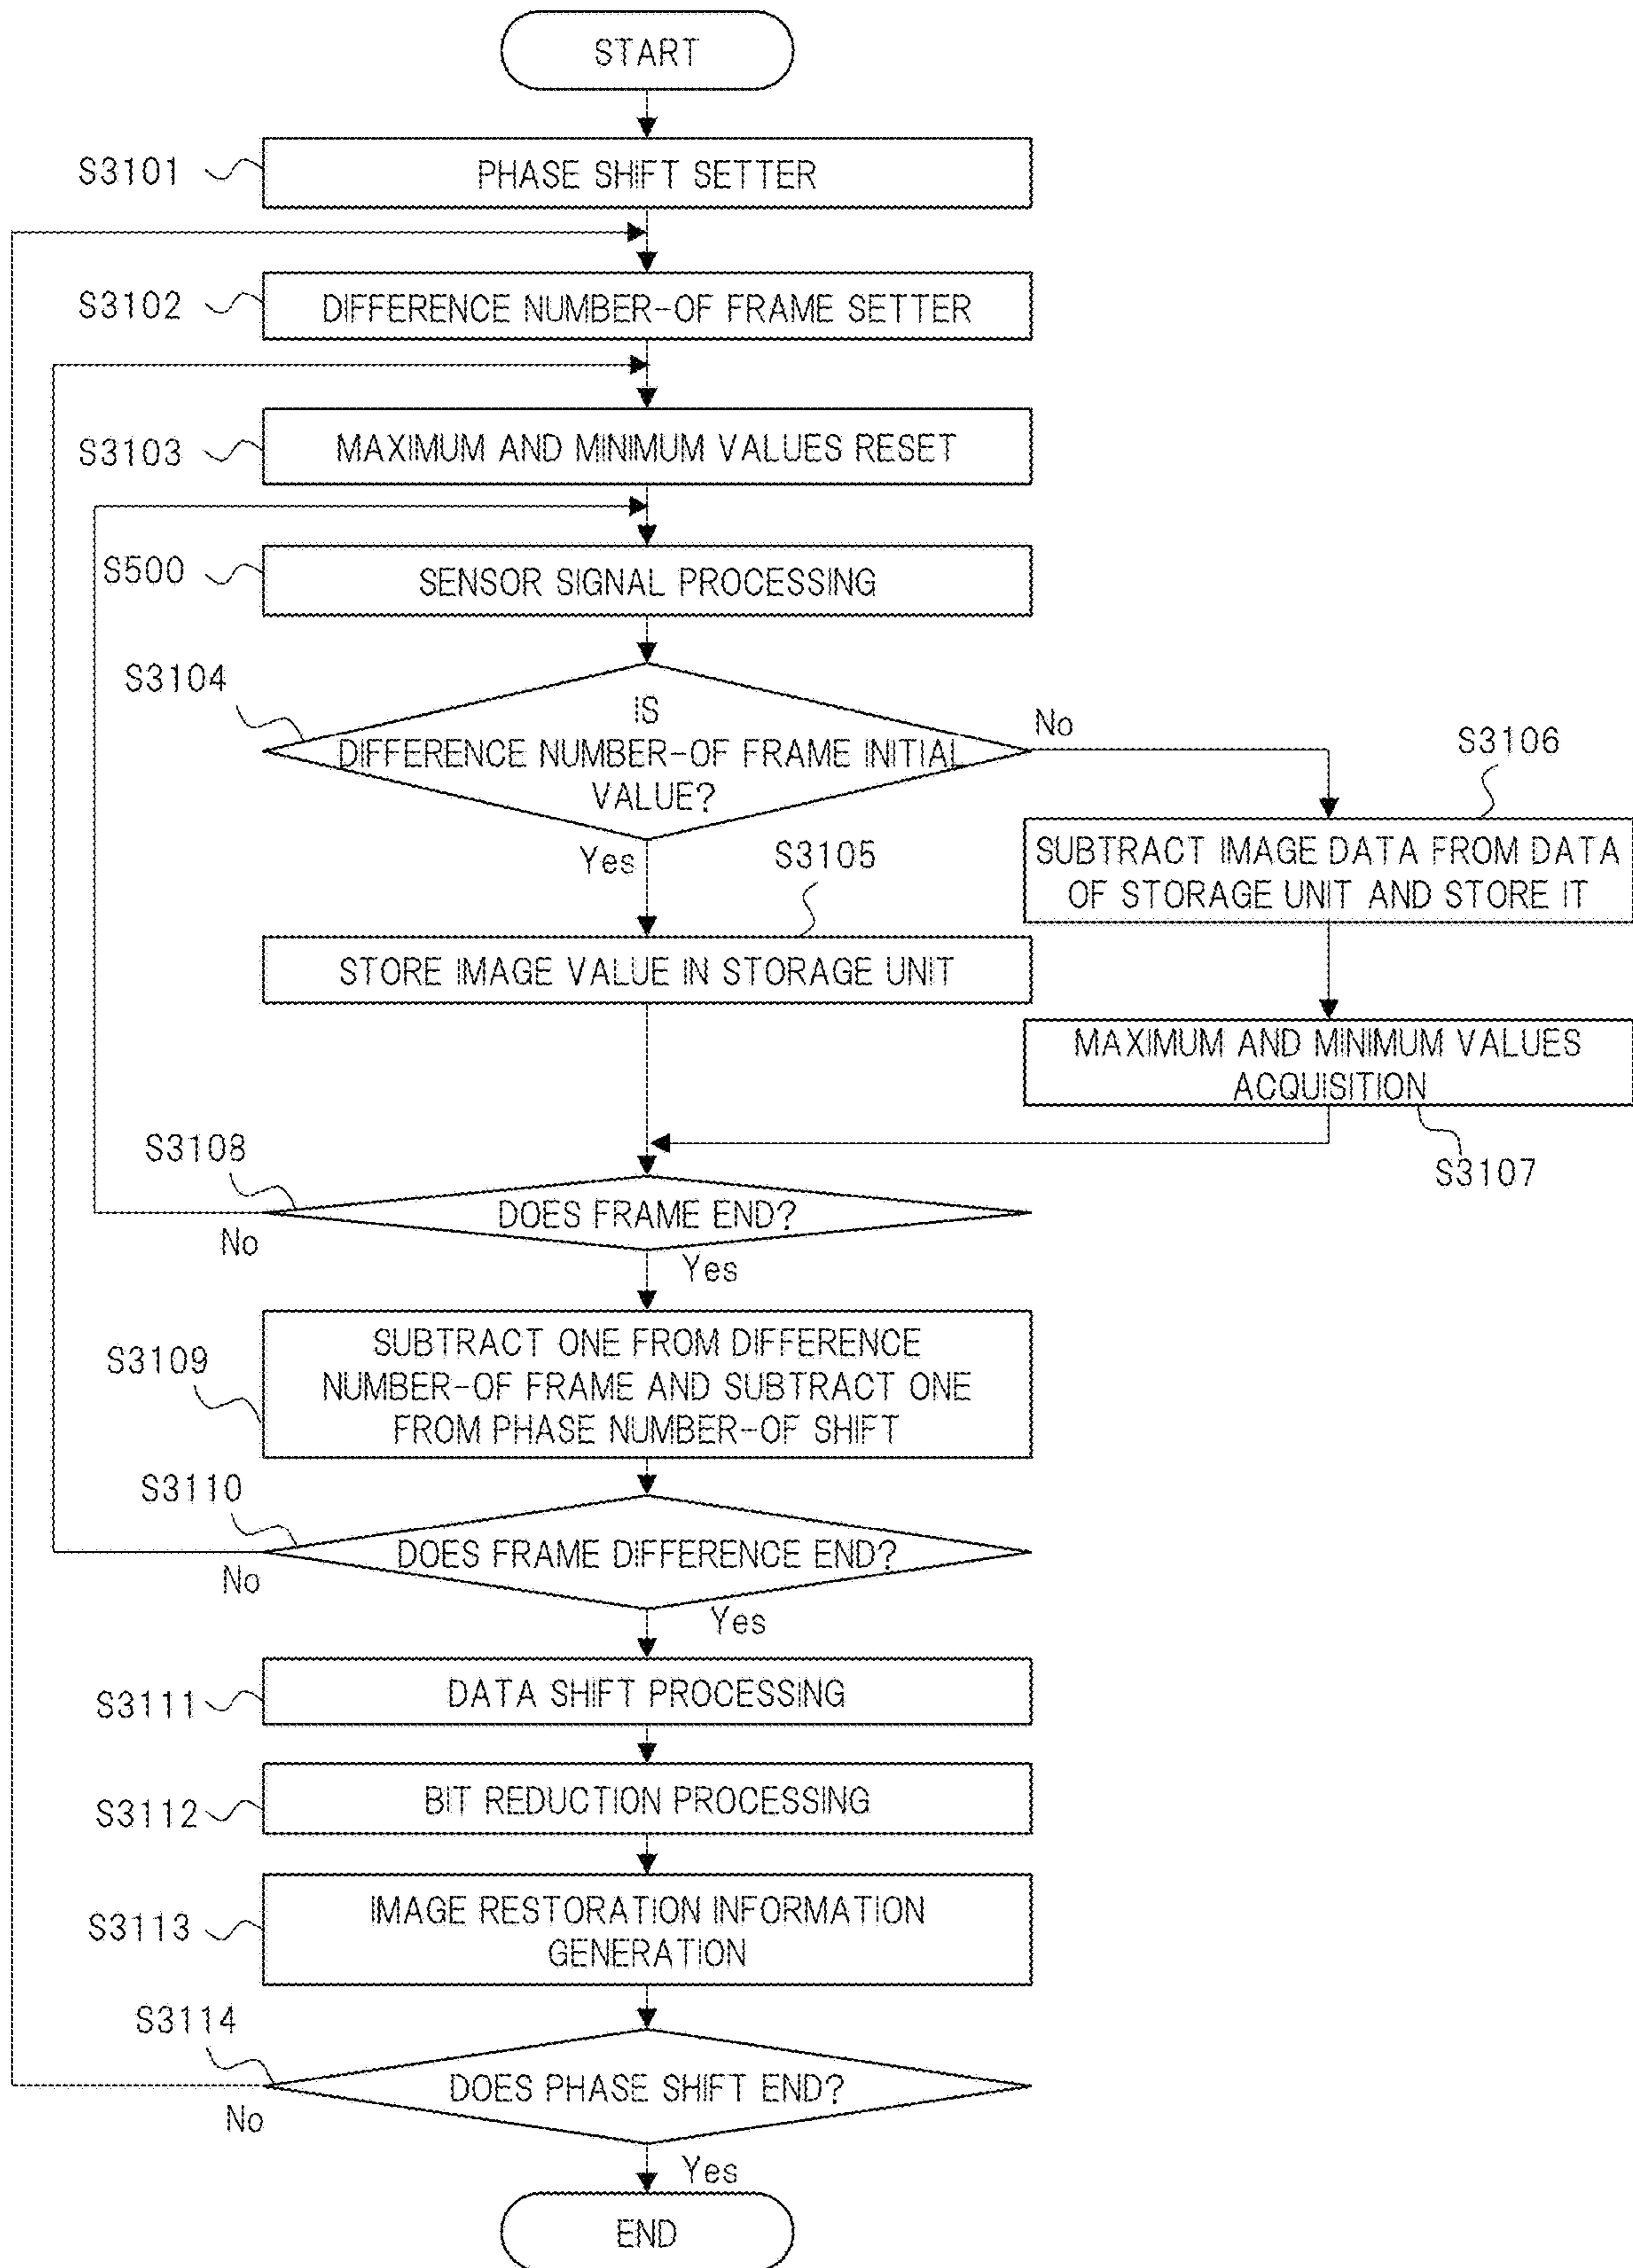 START
S3101
PHASE SHIFT SETTER
S3102
DIFFERENCE NUMBER-OF FRAME SETTER
S3103
MAXIMUM AND MINIMUM VALUES RESET
S500
SENSOR SIGNAL PROCESSING
S3104
IS
DIFFERENCE NUMBER-OF FRAME INITIAL
VALUE?
No
Yes
S3106
SUBTRACT IMAGE DATA FROM DATA
OF STORAGE UNIT AND STORE IT
S3105
STORE IMAGE VALUE IN STORAGE UNIT
MAXIMUM AND MINIMUM VALUES
ACQUISITION
S3107
S3108
DOES FRAME END?
No
Yes
S3109
SUBTRACT ONE FROM DIFFERENCE
NUMBER-OF FRAME AND SUBTRACT ONE
FROM PHASE NUMBER-OF SHIFT
S3110
DOES FRAME DIFFERENCE END?
No
Yes
S3111
DATA SHIFT PROCESSING
S3112
BIT REDUCTION PROCESSING
S3113
IMAGE RESTORATION INFORMATION
GENERATION
S3114
DOES PHASE SHIFT END?
No
Yes
END